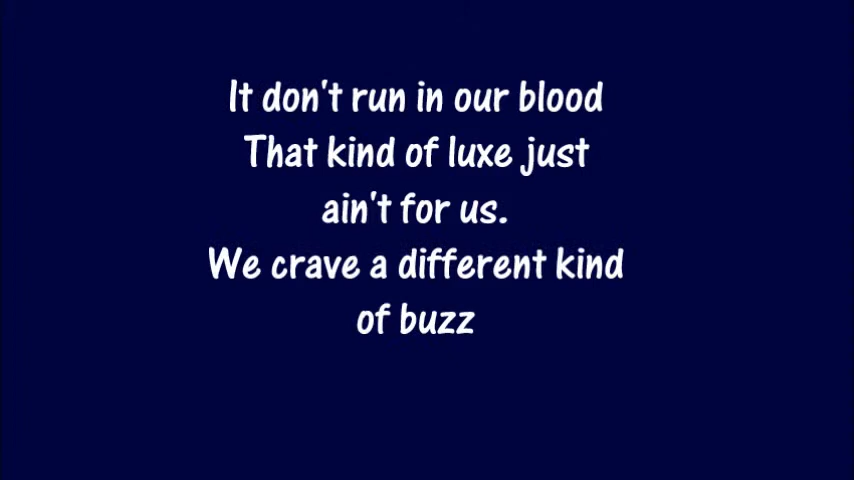 It don't run in our blood
That kind of luxe just
ain't for us.
We crave a different kind
of buzz